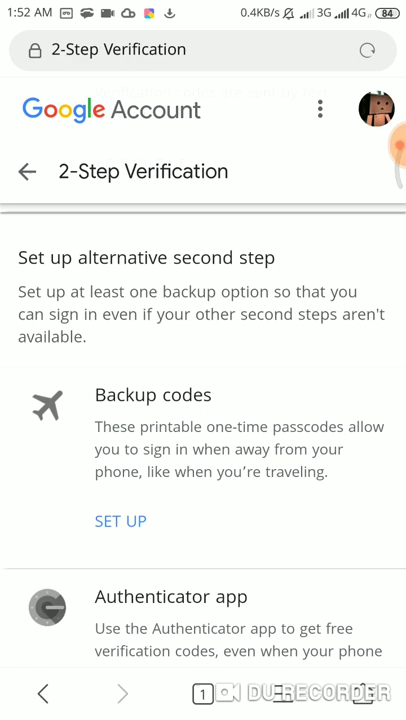 1:52 AM 0.4KB/s 3G 4G 84
2-Step Verification
Google Account
2-Step Verification
Set up alternative second step
Set up at least one backup option so that you
can sign in even if your other second steps aren't
available.
Backup codes
These printable one-time passcodes allow
you to sign in when away from your
phone, like when you're traveling.
SET UP
Authenticator app
Use the Authenticator app to get free
verification codes, even when your phone
1
DU RECORDER